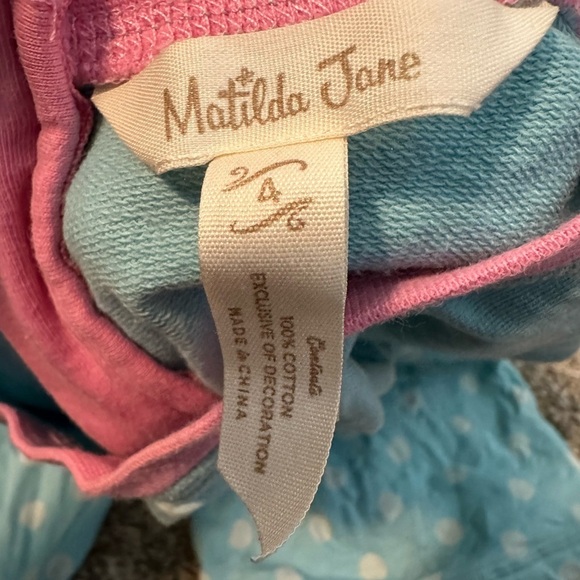 Matilda Jane
4
Contents
100% COTTON
EXCLUSIVE OF DECORATION
MADE in CHINA